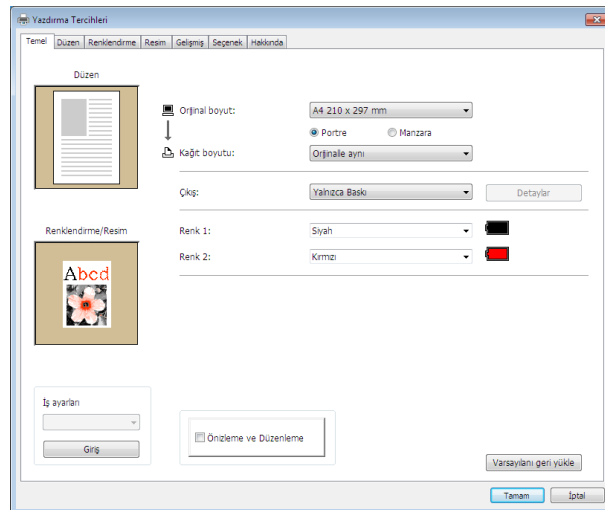 Yazdırma Tercihleri
Temel Düzen Renklendirme Resim Gelişmiş Seçenek Hakkında
Düzen
Orijinal boyut: A4 210 x 297 mm
Portre Manzara
Kağıt boyutu: Orijinalle aynı
Çıkış: Yalnızca Baskı Detaylar
Renklendirme/Resim
Renk 1: Siyah
Renk 2: Kırmızı
Abcd
İş ayarları
Giriş
Önizleme ve Düzenleme
Varsayılanı geri yükle
Tamam İptal